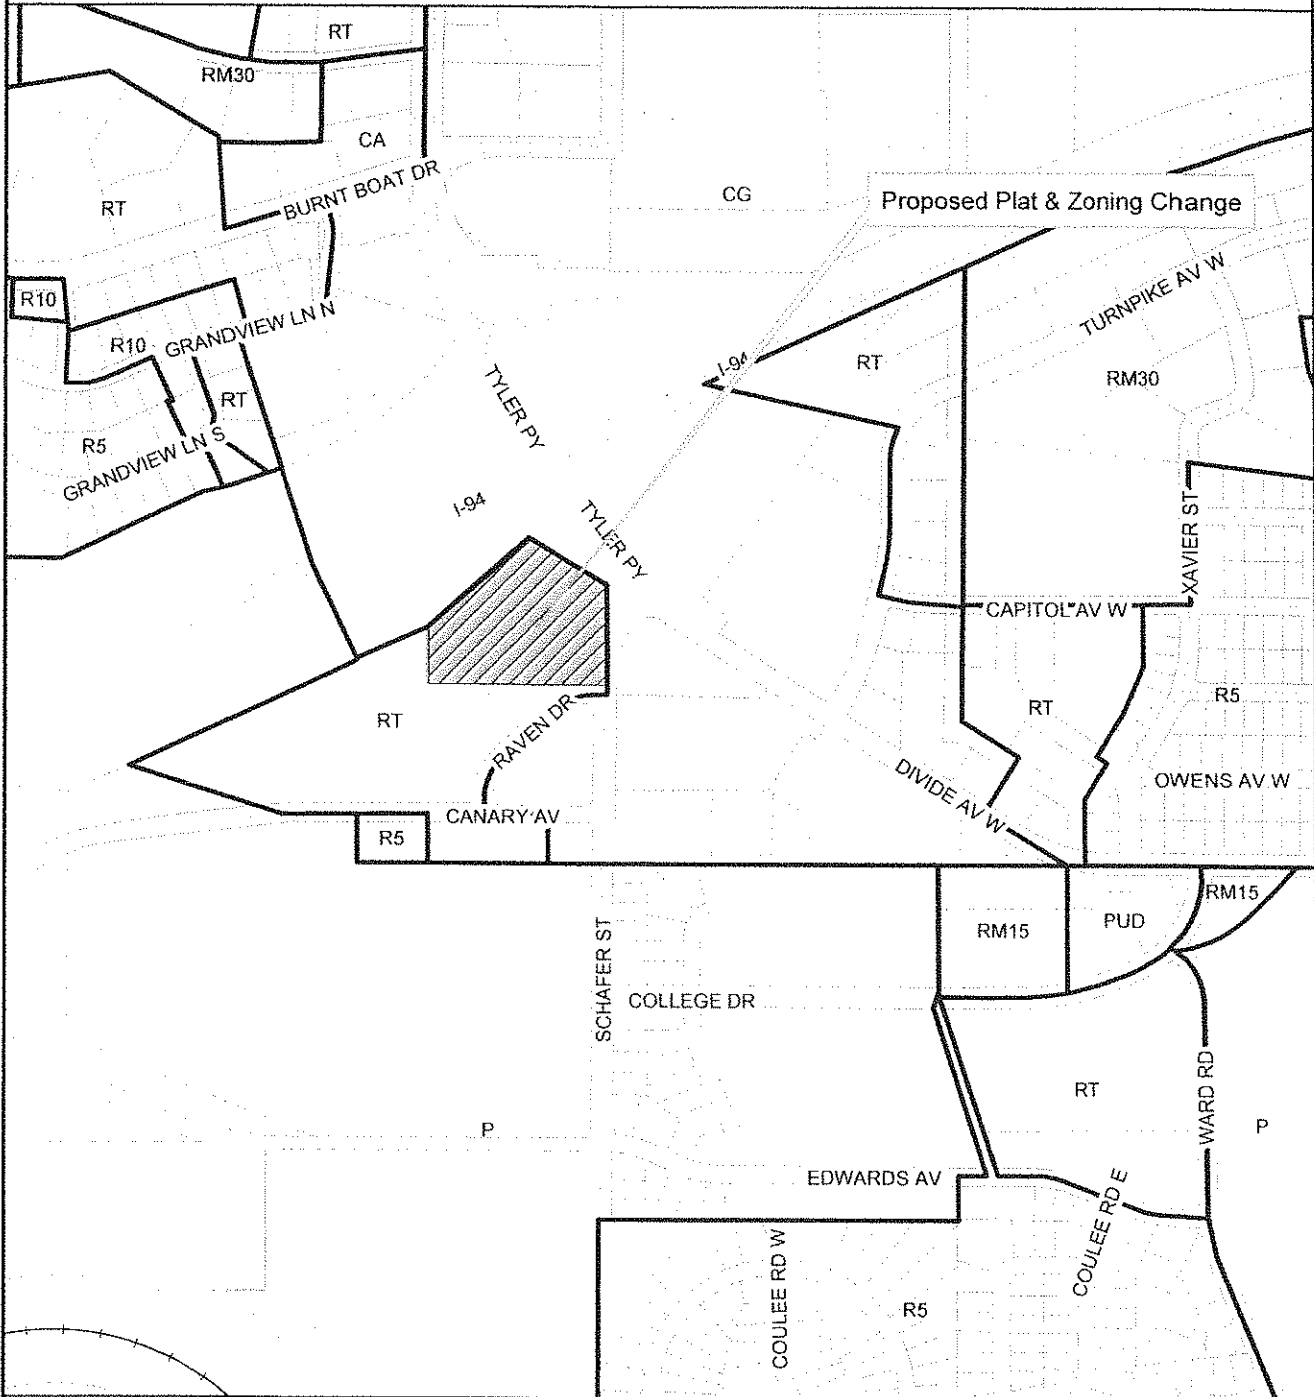 RT
RM30
CA
BURNT BOAT DR
CG
Proposed Plat & Zoning Change
RT
TURNPIKE AV W
R10
GRANDVIEW LN N
R10
I-94
RT
RM30
TYLER PY
RT
R5
GRANDVIEW LN S
I-94
TYLER PY
XAVIER ST
CAPITOL AV W
R5
RT
RT
RAVEN DR
DIVIDE AV W
OWENS AV W
CANARY AV
R5
RM15
PUD
RM15
SCHAFER ST
COLLEGE DR
RT
WARD RD
P
P
EDWARDS AV
COULEE RD E
COULEE RD W
R5